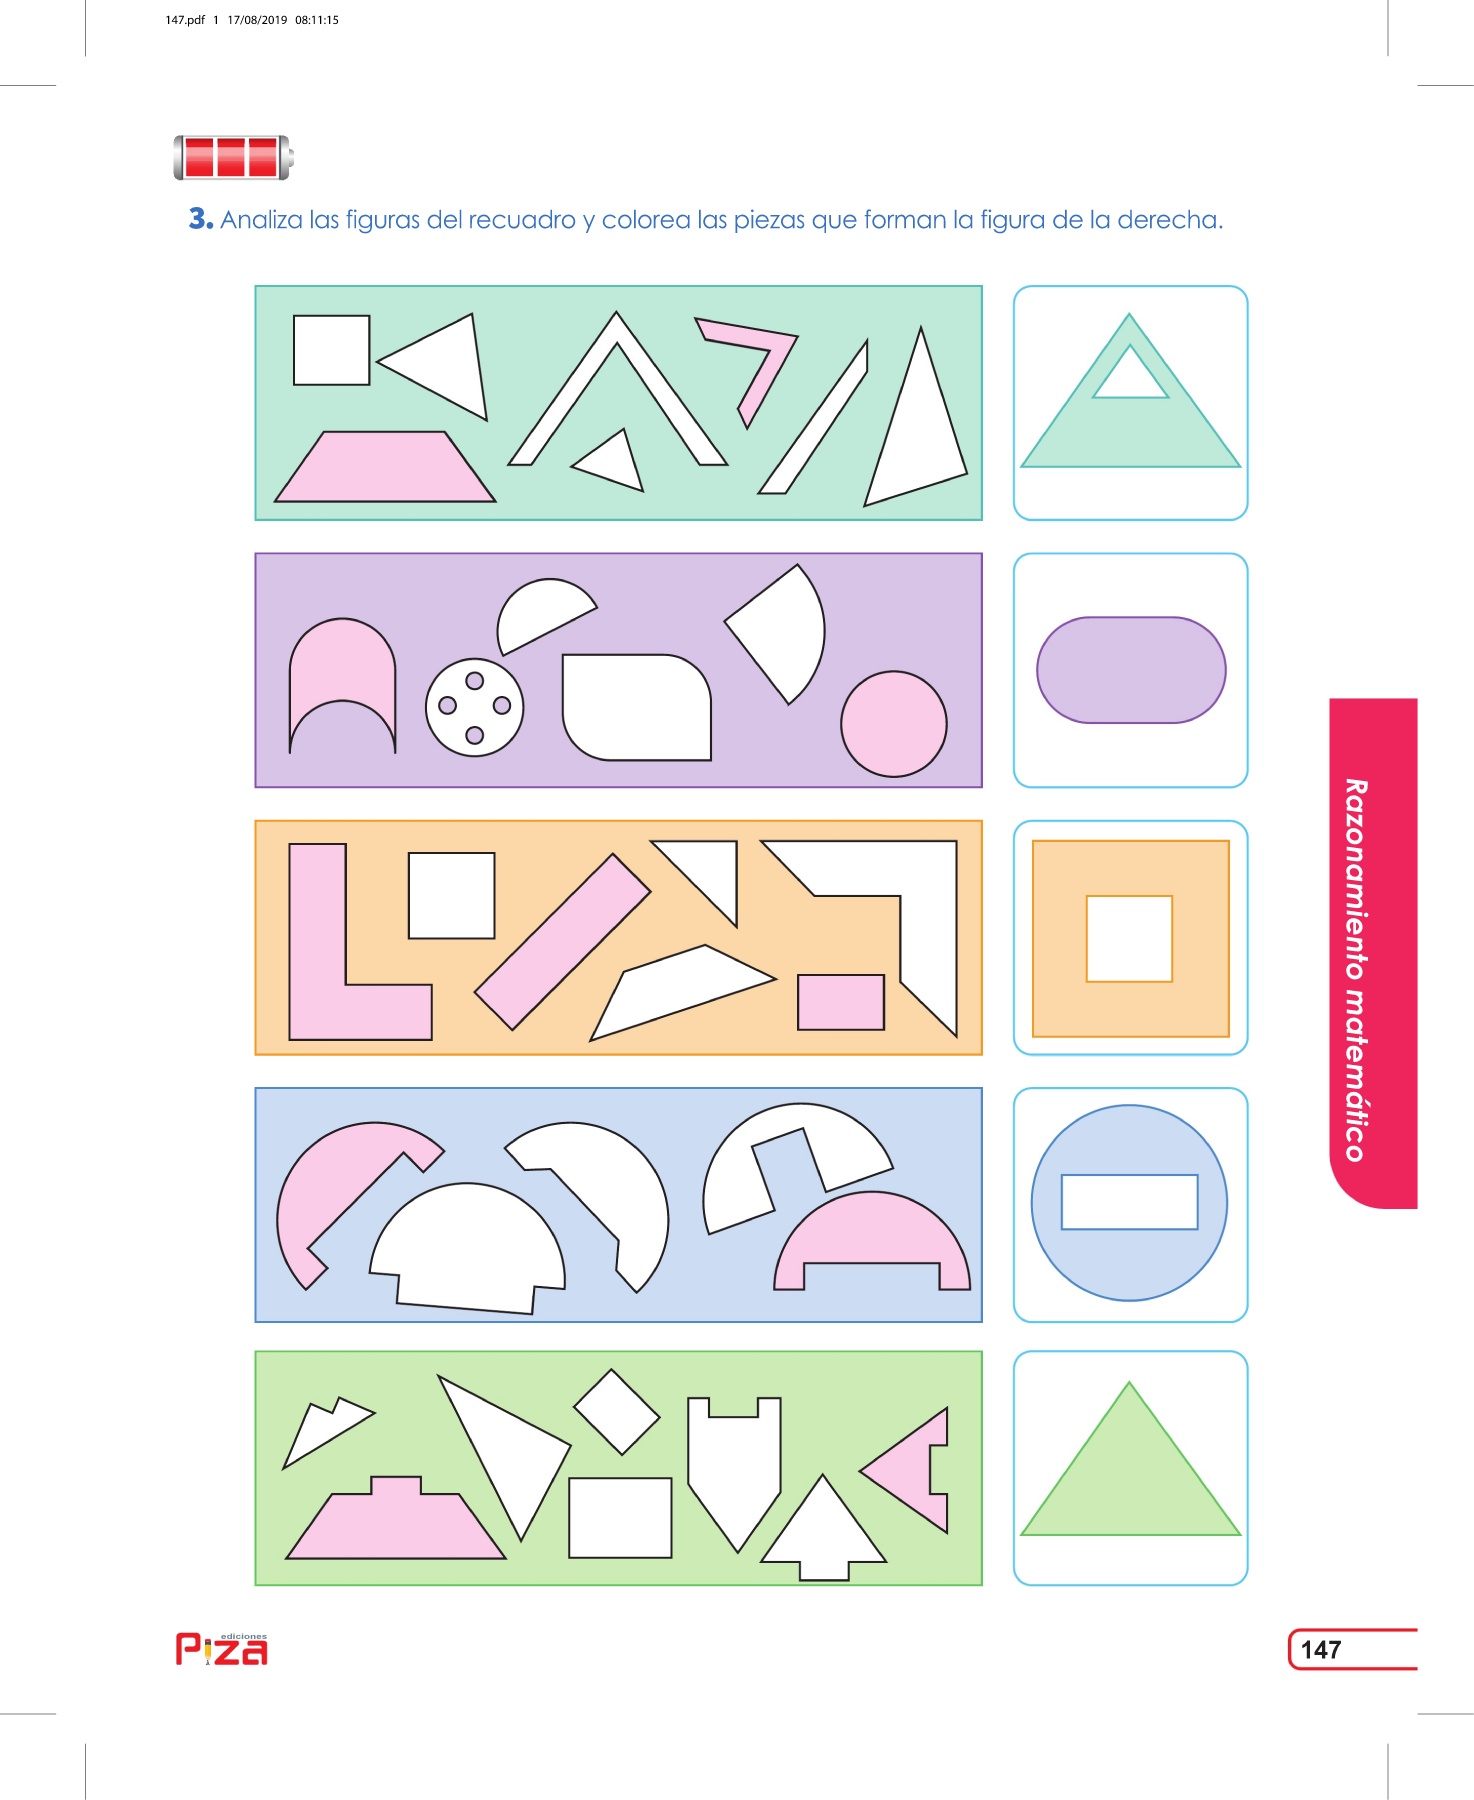 147.pdf 1 17/08/2019 08:11:15
3. Analiza las figuras del recuadro y colorea las piezas que forman la figura de la derecha.
Razonamiento matemático
ediciones
Piza
147